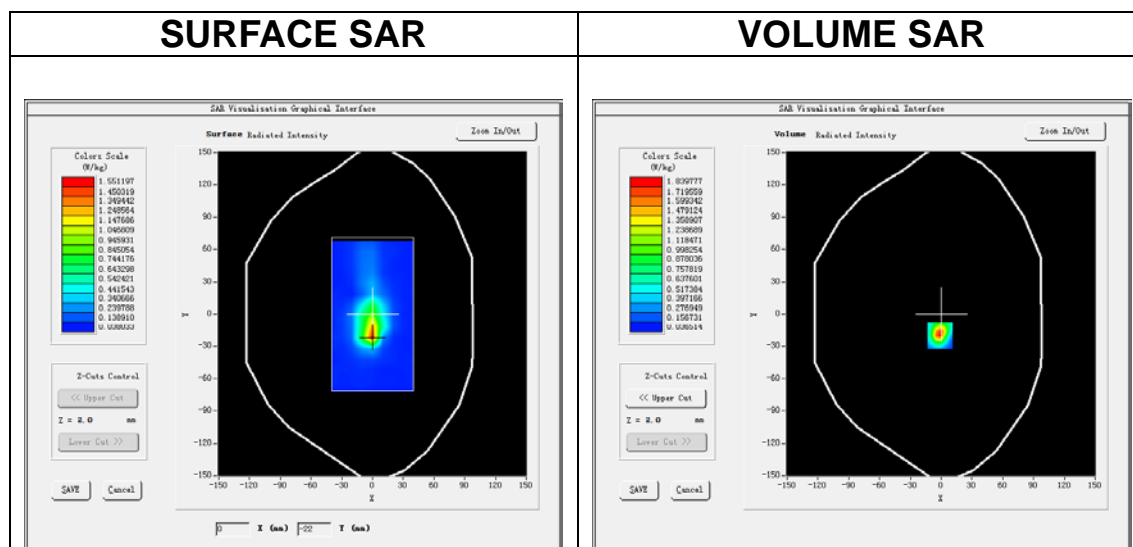 SURFACE SAR
VOLUME SAR
SAR Visualisation Graphical Interface
Surface Radiated Intensity
Zoom In/Out
Colors Scale
(W/kg)
1.551197
1.450319
1.349442
1.248564
1.147686
1.046809
0.945931
0.845054
0.744176
0.643298
0.542421
0.441543
0.340666
0.239788
0.138910
0.038033
150
120
90
60
30
0
-30
-60
-90
-120
-150
Y
-150 -120 -90 -60 -30 0 30 60 90 120 150
X
Z-Cuts Control
<< Upper Cut
Z = 2.0 mm
Lower Cut >>
SAVE Cancel
0 X (mm) -22 Y (mm)
SAR Visualisation Graphical Interface
Volume Radiated Intensity
Zoom In/Out
Colors Scale
(W/kg)
1.839777
1.719559
1.599342
1.479124
1.358907
1.238689
1.118471
0.998254
0.878036
0.757819
0.637601
0.517384
0.397166
0.276949
0.156731
0.036514
150
120
90
60
30
0
-30
-60
-90
-120
-150
Y
-150 -120 -90 -60 -30 0 30 60 90 120 150
X
Z-Cuts Control
<< Upper Cut
Z = 2.0 mm
Lower Cut >>
SAVE Cancel